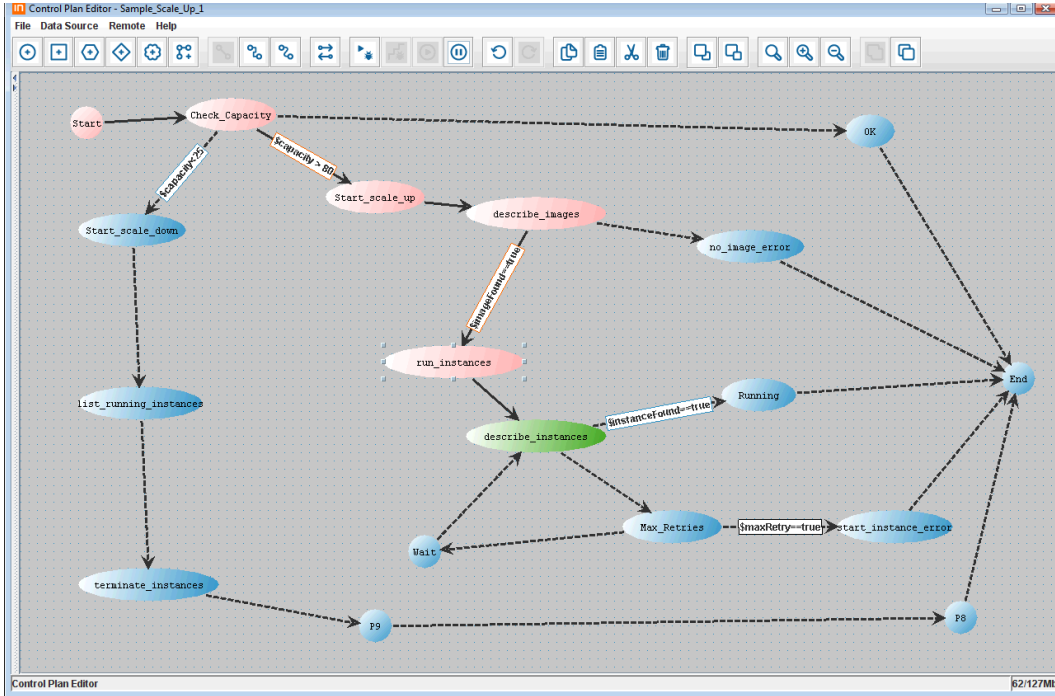 in Control Plan Editor - Sample_Scale_Up_1
File Data Source Remote Help
Start
Check_Capacity
OK
$capacity<25
$capacity > 80
Start_scale_up
describe_images
Start_scale_down
no_image_error
$imageFound==true
run_instances
End
list_running_instances
Running
$instanceFound==true
describe_instances
Max_Retries
$maxRetry==true
start_instance_error
Wait
terminate_instances
P9
P8
Control Plan Editor
62/127Mb